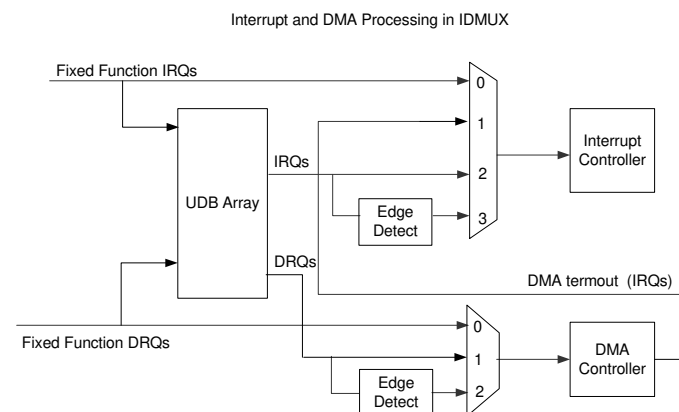 Interrupt and DMA Processing in IDMUX
Fixed Function IRQs
0
1
Interrupt
Controller
IRQs
2
UDB Array
Edge
Detect
3
DRQs
DMA termout (IRQs)
0
Fixed Function DRQs
1
DMA
Controller
Edge
Detect
2